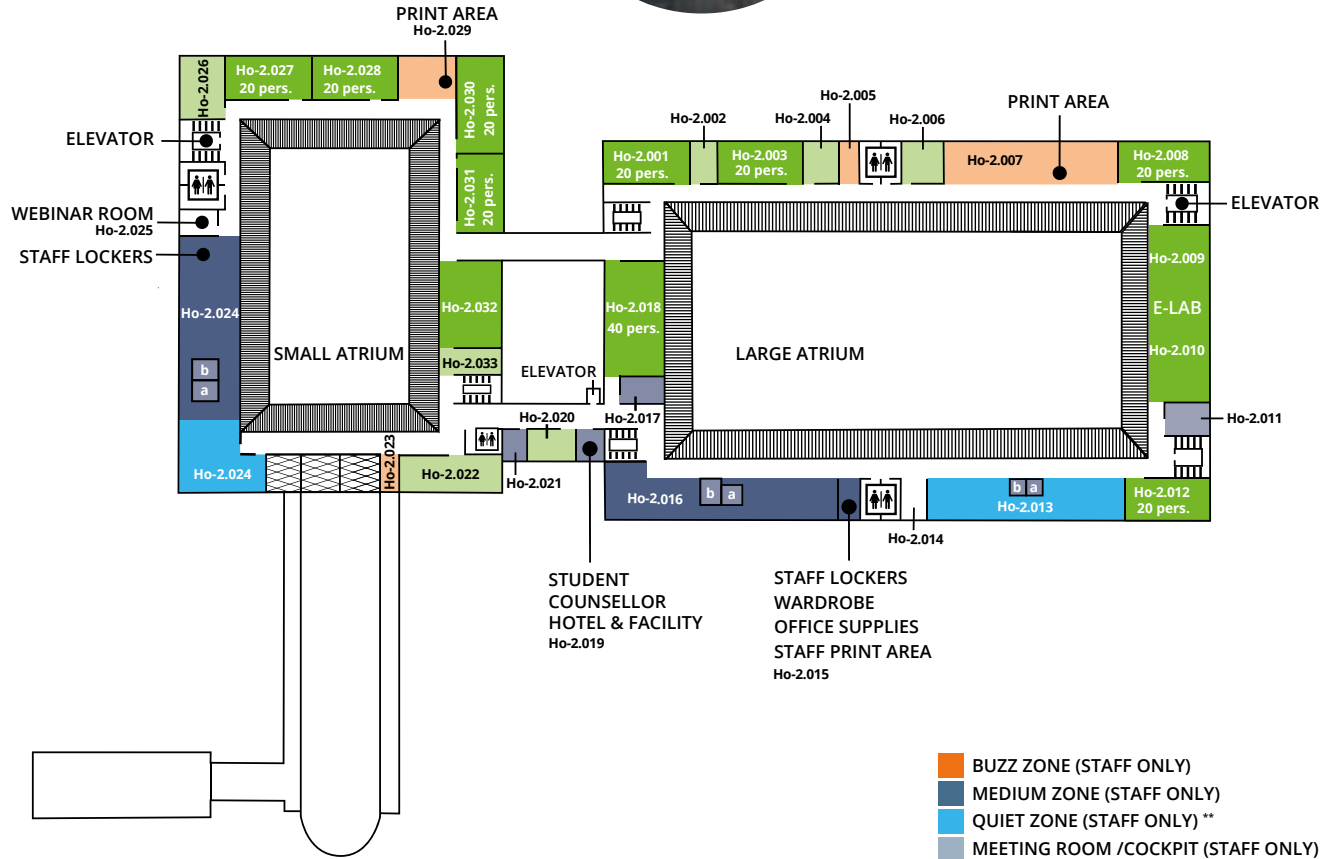 PRINT AREA
Ho-2.029
Ho-2.026
Ho-2.027
20 pers.
Ho-2.028
20 pers.
Ho-2.030
20 pers.
Ho-2.031
20 pers.
ELEVATOR
WEBINAR ROOM
Ho-2.025
STAFF LOCKERS
Ho-2.024
b
a
SMALL ATRIUM
Ho-2.032
Ho-2.033
Ho-2.024
Ho-2.023
Ho-2.022
Ho-2.021
Ho-2.020
ELEVATOR
Ho-2.017
Ho-2.018
40 pers.
Ho-2.001
20 pers.
Ho-2.002
Ho-2.003
20 pers.
Ho-2.004
Ho-2.005
Ho-2.006
PRINT AREA
Ho-2.007
Ho-2.008
20 pers.
ELEVATOR
Ho-2.009
E-LAB
Ho-2.010
LARGE ATRIUM
Ho-2.011
Ho-2.012
20 pers.
b a
Ho-2.013
Ho-2.014
Ho-2.016
b a
STUDENT
COUNSELLOR
HOTEL & FACILITY
Ho-2.019
STAFF LOCKERS
WARDROBE
OFFICE SUPPLIES
STAFF PRINT AREA
Ho-2.015
BUZZ ZONE (STAFF ONLY)
MEDIUM ZONE (STAFF ONLY)
QUIET ZONE (STAFF ONLY) **
MEETING ROOM /COCKPIT (STAFF ONLY)